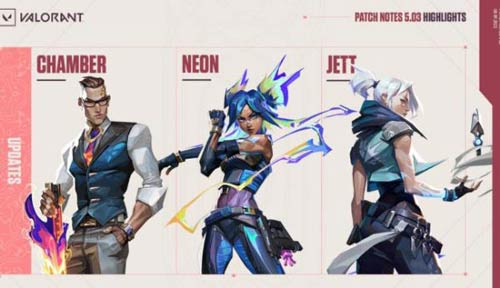 VALORANT
PATCH NOTES 5.03 HIGHLIGHTS
CHAMBER
NEON
JETT
UPDATES